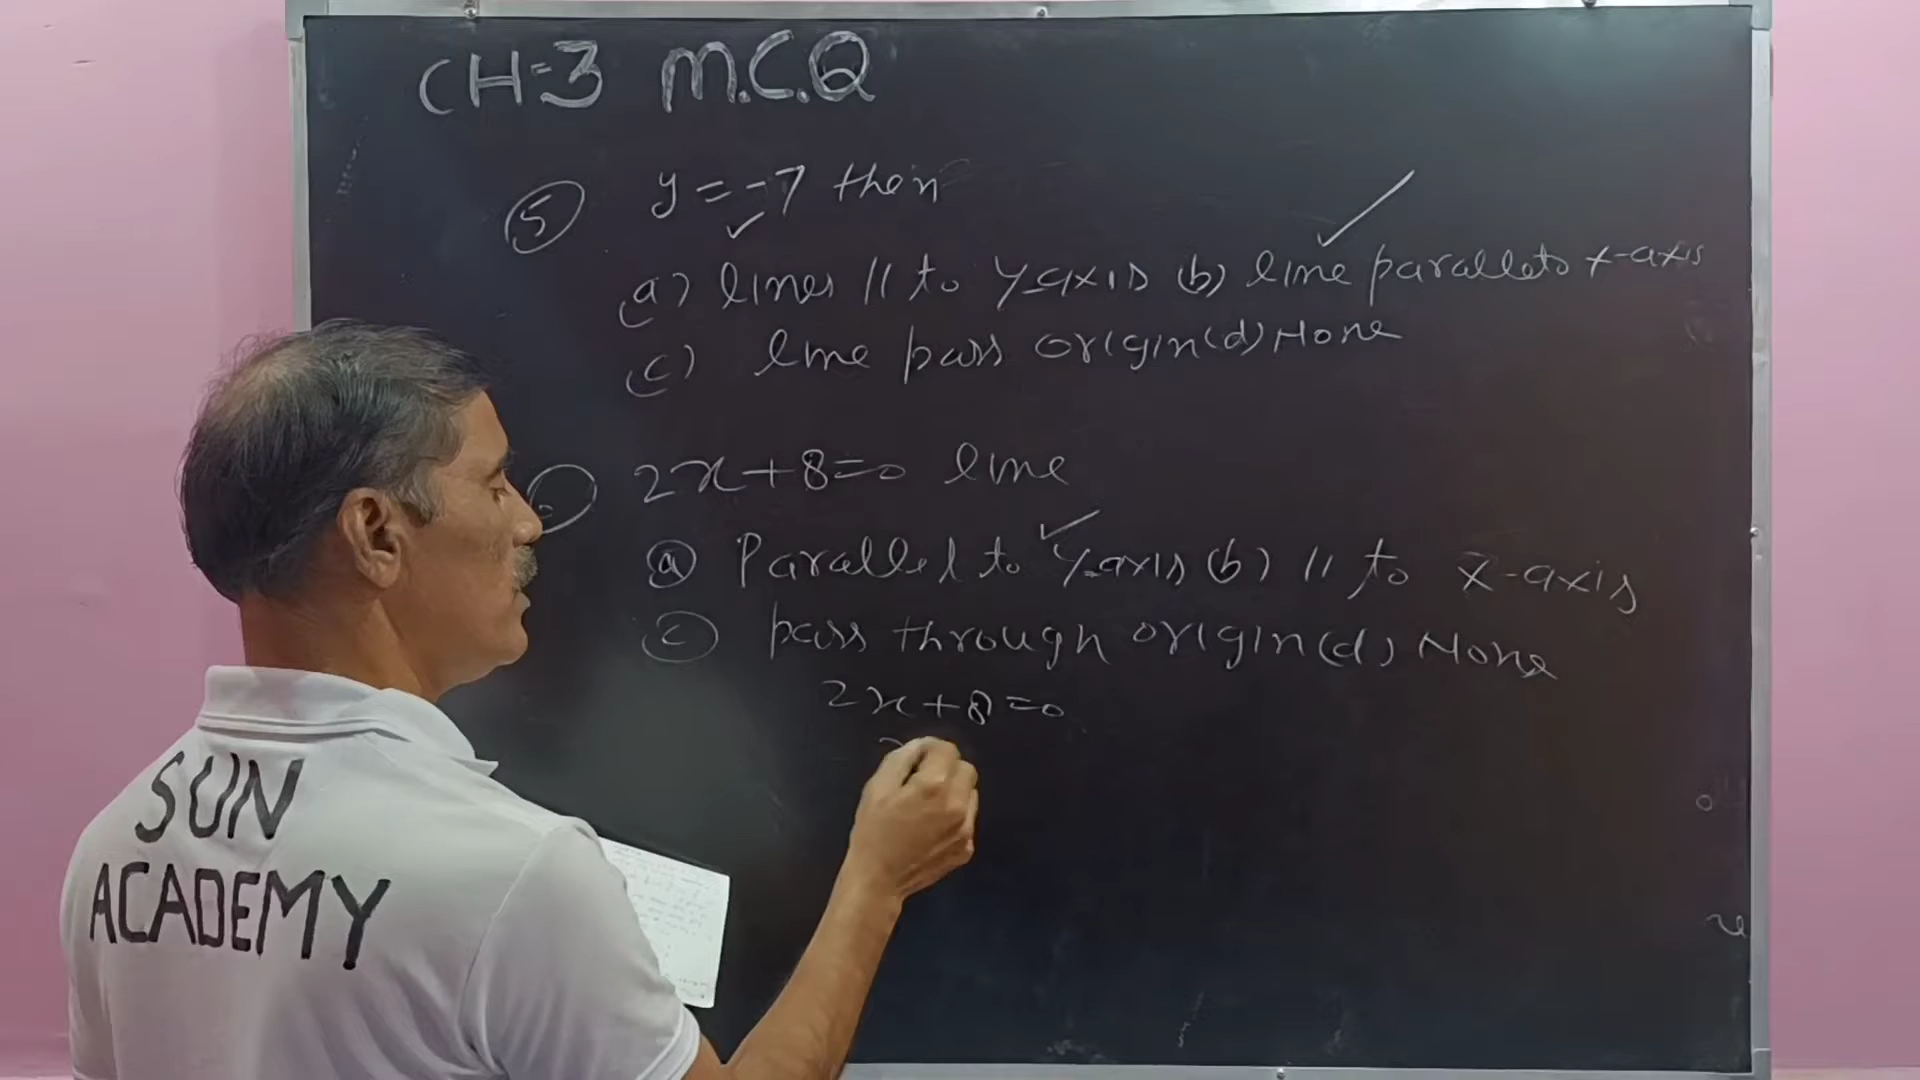 CH=3 M.C.Q
5 y=-7 then
(a) lines // to y-axis (b) line parallel to x-axis
(c) line pass origin (d) None
2x+8=0 line
(a) Parallel to y-axis (b) // to x-axis
(c) pass through origin (d) None
2x+8=0
SUN
ACADEMY